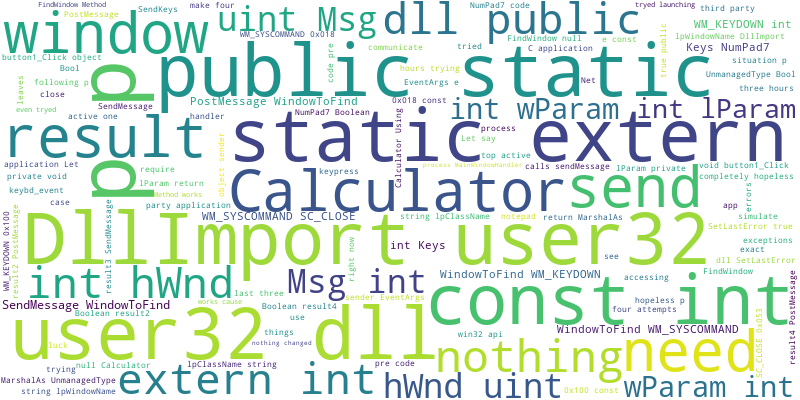 FindWindow Method
SendKeys
make four
NumPad7 code
tryed launching
third party
PostMessage
window
uint Msg
dll public
WM_KEYDOWN int
WM_SYSCOMMAND 0x018
FindWindow null
e const
lpWindowName DllImport
button1_Click object
communicate
tried
C application
Keys NumPad7
situation p
Bool
p
public static
code pre
hours trying
true public
Net
UnmanagedType Bool
following p
EventArgs e
leaves
close
PostMessage WindowToFind
0x018 const
int wParam
int lParam
three hours
even tryed
SendMessage
NumPad7 Boolean
active one
handler
result
static extern
process
Let say
top active
calls sendMessage
lParam private
void button1_Click
completely hopeless
application Let
require
object sender
process MainWindowHandler
private void
lParam return
keypress
Calculator Using
keybd_event
p
Method works
Calculator
send
app
errors
case
party application
WM_SYSCOMMAND SC_CLOSE
string lpClassName
notepad
return MarshalAs
simulate
SetLastError true
DllImport user32
exceptions
exact
int Keys
see
dll SetLastError
WM_KEYDOWN 0x100
result2 PostMessage
result3 SendMessage
right now
int hWnd
Msg int
WindowToFind WM_KEYDOWN
accessing
FindWindow
last three
sender EventArgs
const int
hopeless p
SendMessage WindowToFind
works cause
Boolean result4
four attempts
Boolean result2
use
user32 dll
things
win32 api
WindowToFind WM_SYSCOMMAND
SC_CLOSE 0x053
result4 PostMessage
luck
nothing changed
pre code
nothing
need
trying
null Calculator
lpClassName string
MarshalAs UnmanagedType
extern int
hWnd uint
0x100 const
wParam int
string lpWindowName